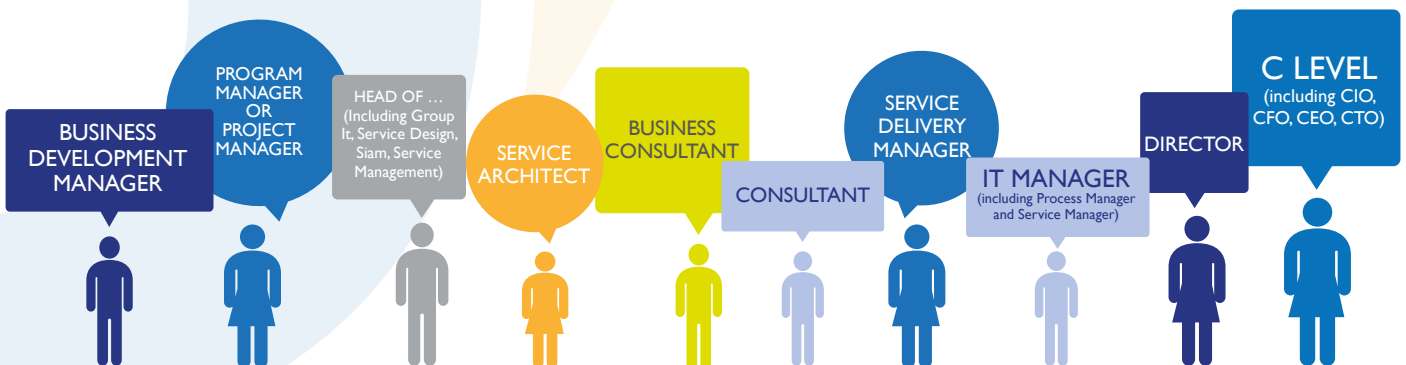 BUSINESS
DEVELOPMENT
MANAGER
PROGRAM
MANAGER
OR
PROJECT
MANAGER
HEAD OF ...
(Including Group
It, Service Design,
Siam, Service
Management)
SERVICE
ARCHITECT
BUSINESS
CONSULTANT
CONSULTANT
SERVICE
DELIVERY
MANAGER
IT MANAGER
(including Process Manager
and Service Manager)
DIRECTOR
C LEVEL
(including CIO,
CFO, CEO, CTO)